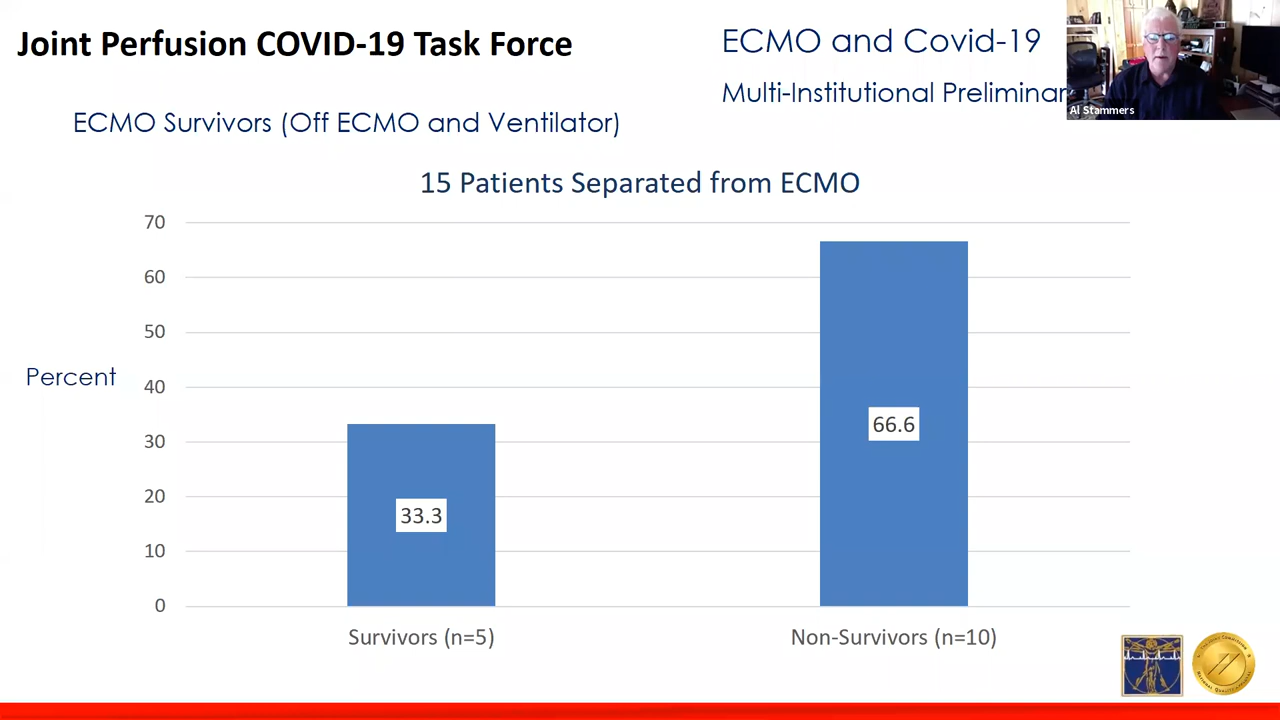 Joint Perfusion COVID-19 Task Force
ECMO and Covid-19
Multi-Institutional
Al Stammers
ECMO Survivors (Off ECMO and Ventilator)
15 Patients Separated from ECMO
70
60
50
Percent
40
30
20
10
0
33.3
66.6
Survivors (n=5)
Non-Survivors (n=10)